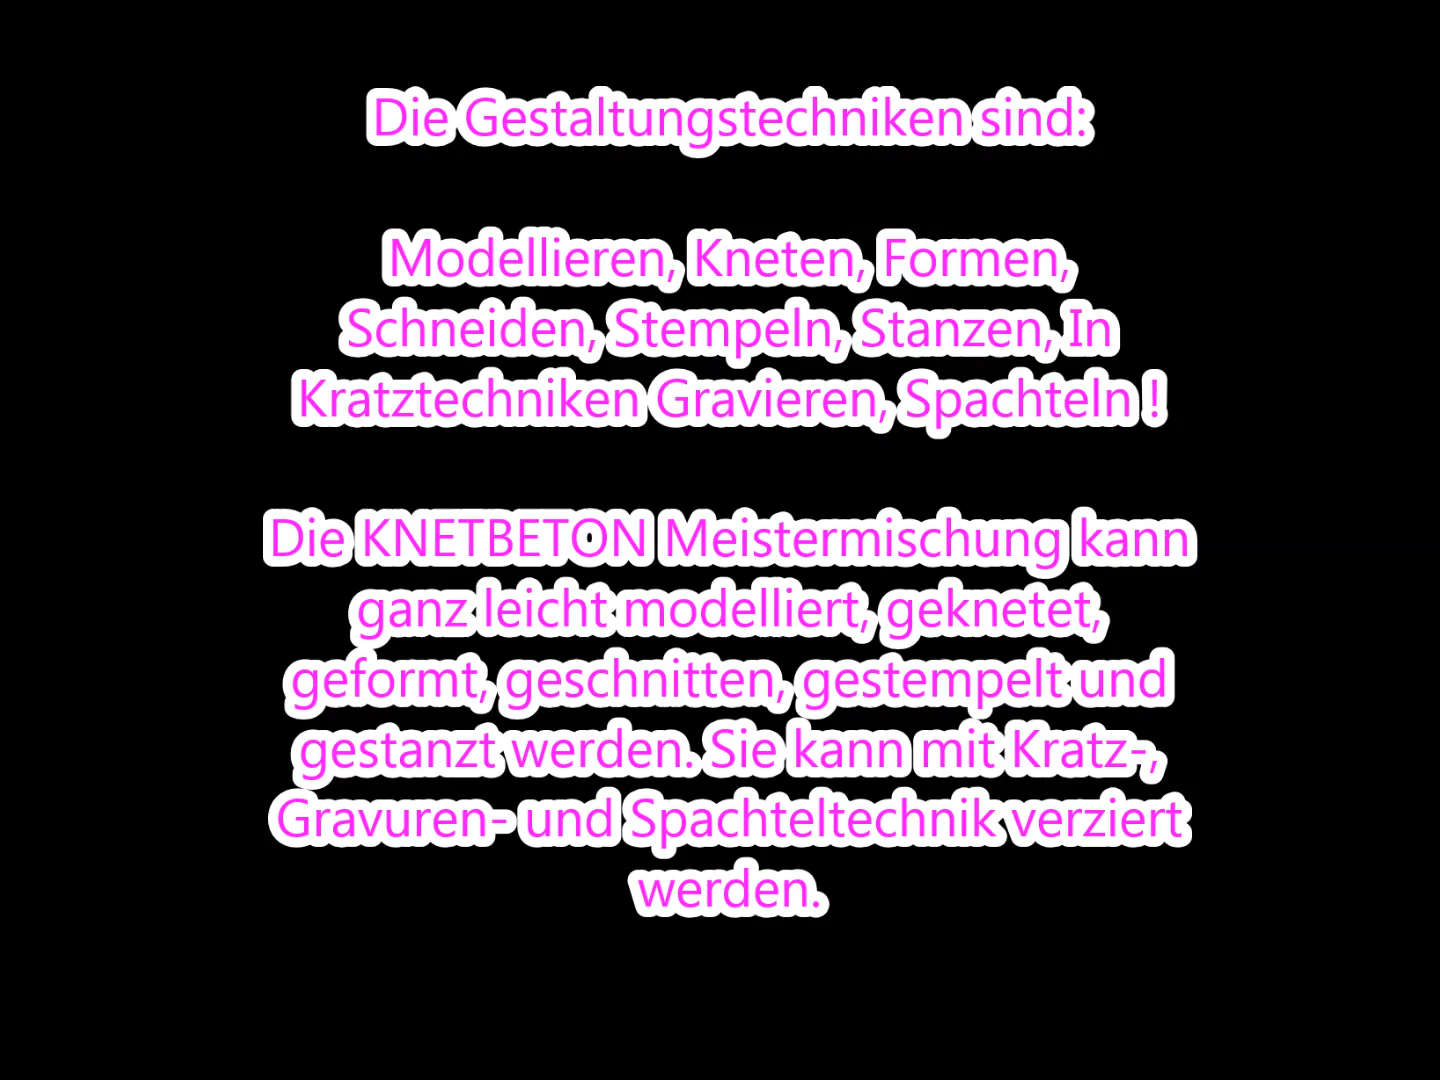 Die Gestaltungstechniken sind:
Modellieren, Kneten, Formen,
Schneiden, Stempeln, Stanzen, In
Kratztechniken Gravieren, Spachteln !
Die KNETBETON Meistermischung kann
ganz leicht modelliert, geknetet,
geformt, geschnitten, gestempelt und
gestanzt werden. Sie kann mit Kratz-,
Gravuren- und Spachteltechnik verziert
werden.